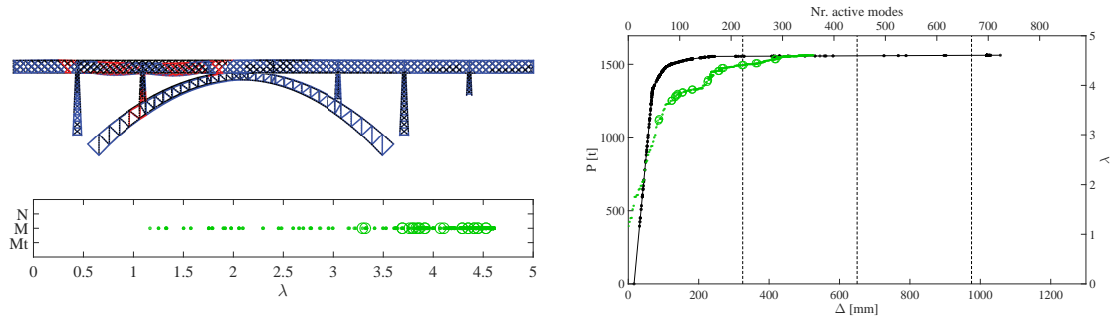 N
M
Mt
0 0.5 1 1.5 2 2.5 3 3.5 4 4.5 5
λ
Nr. active modes
0 100 200 300 400 500 600 700 800
1500
1000
500
0
P [t]
5
4
3
2
1
0
λ
0 200 400 600 800 1000 1200
Δ [mm]